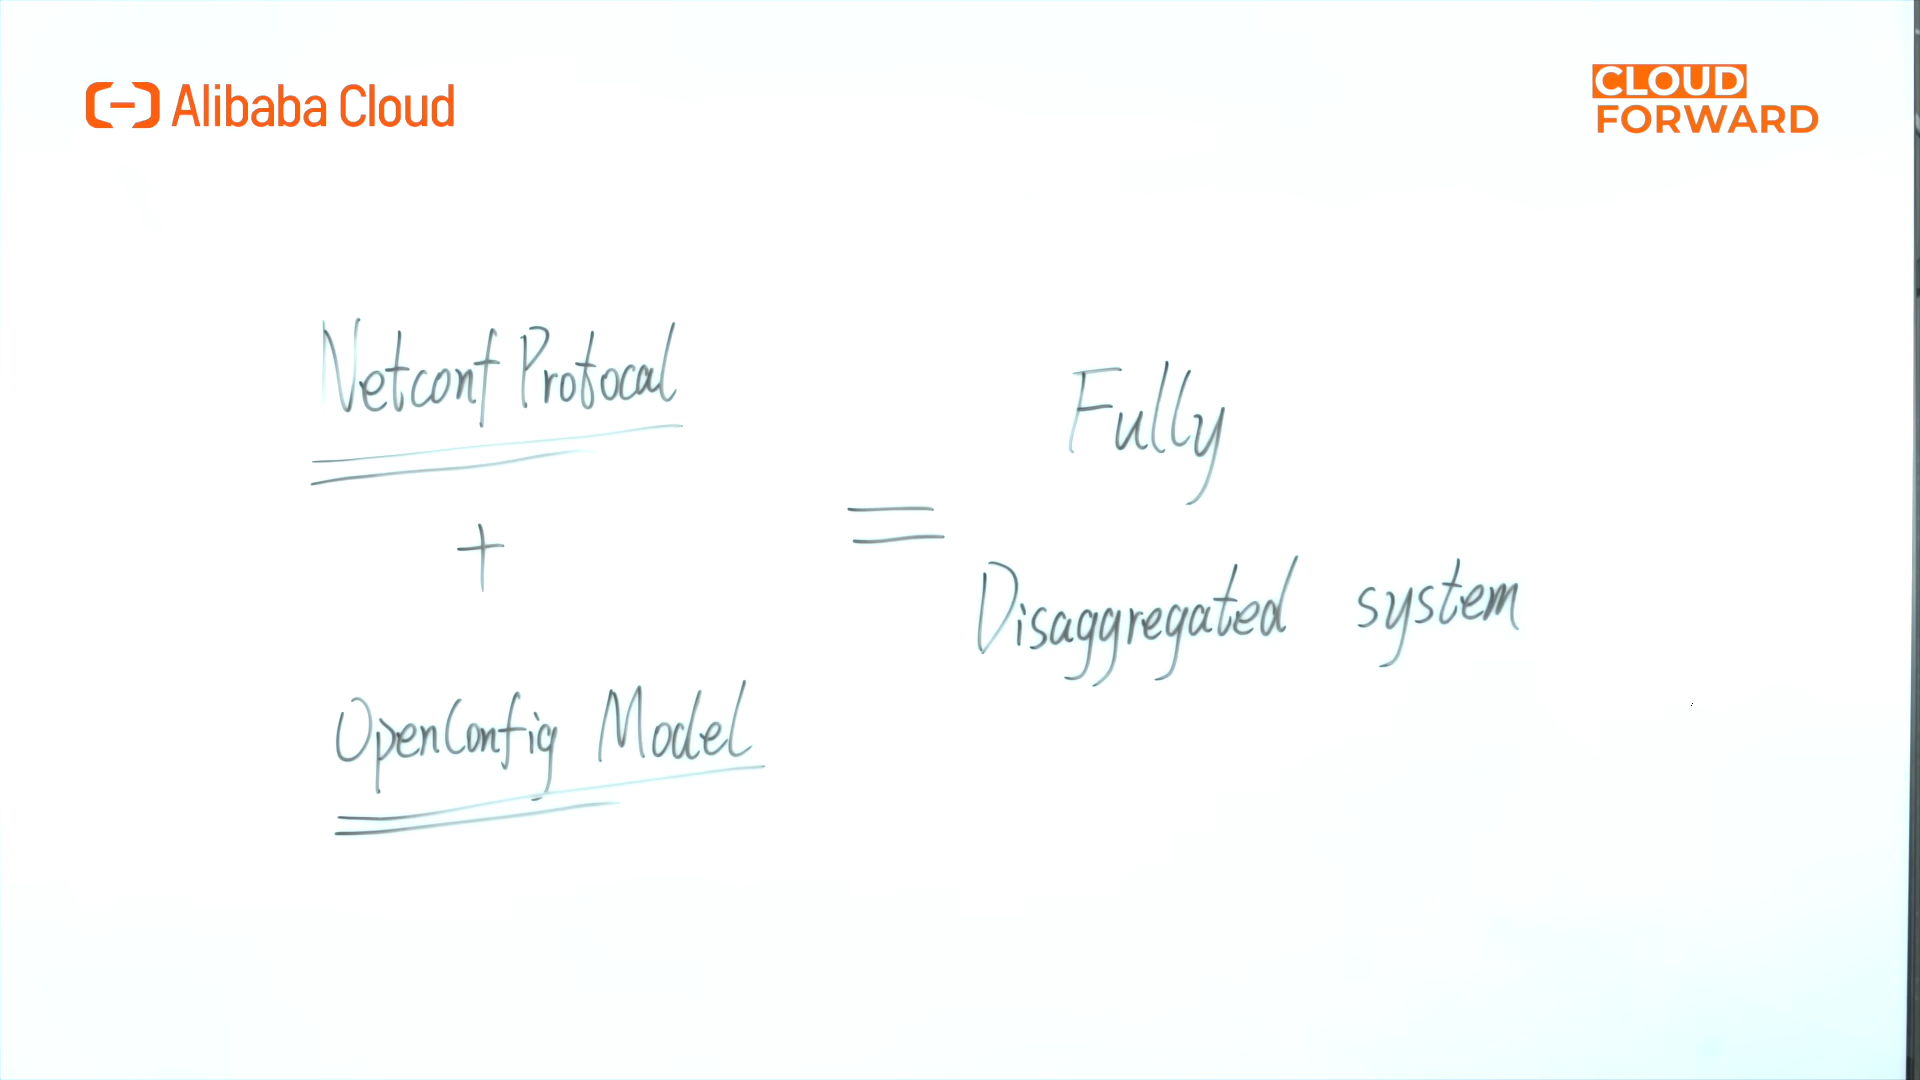 Alibaba Cloud
CLOUD
FORWARD
Netconf Protocal
+
OpenConfig Model
=
Fully
Disaggregated system